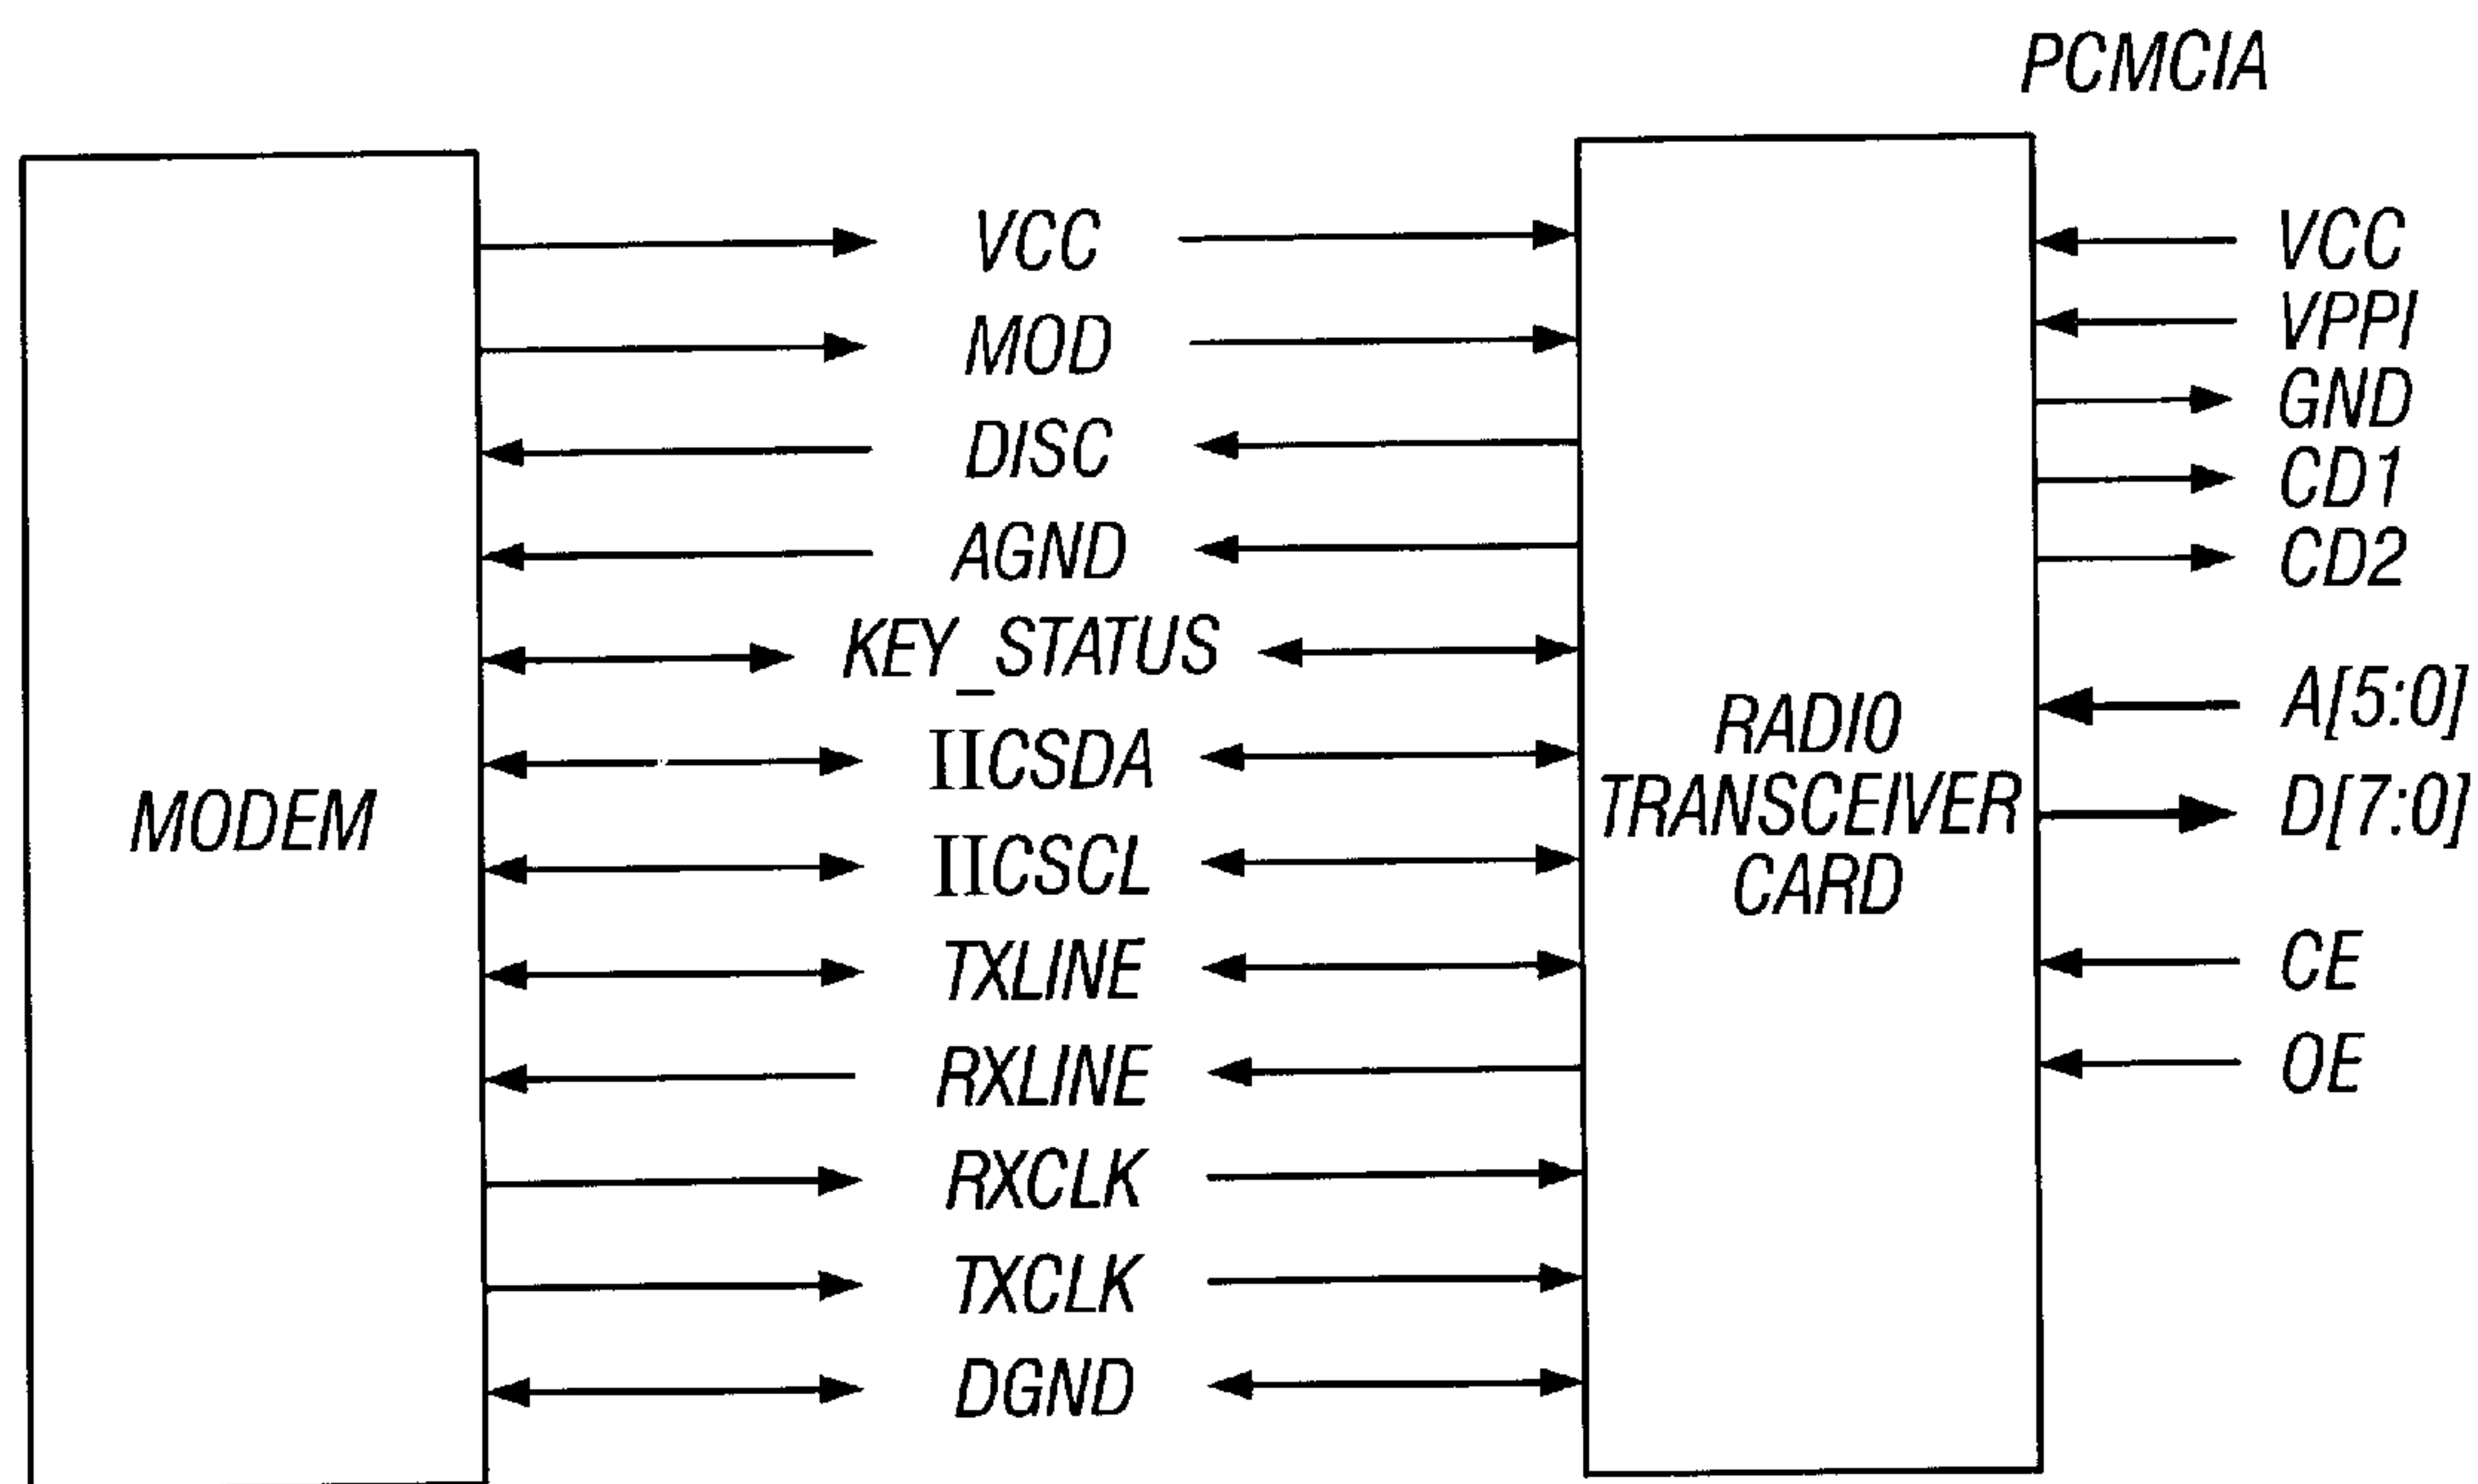 PCMCIA
MODEM
VCC
MOD
DISC
AGND
KEY_STATUS
IICSDA
IICSCL
TXLINE
RXLINE
RXCLK
TXCLK
DGND
RADIO
TRANSCEIVER
CARD
VCC
VPPI
GND
CD1
CD2
A[5:0]
D[7:0]
CE
OE